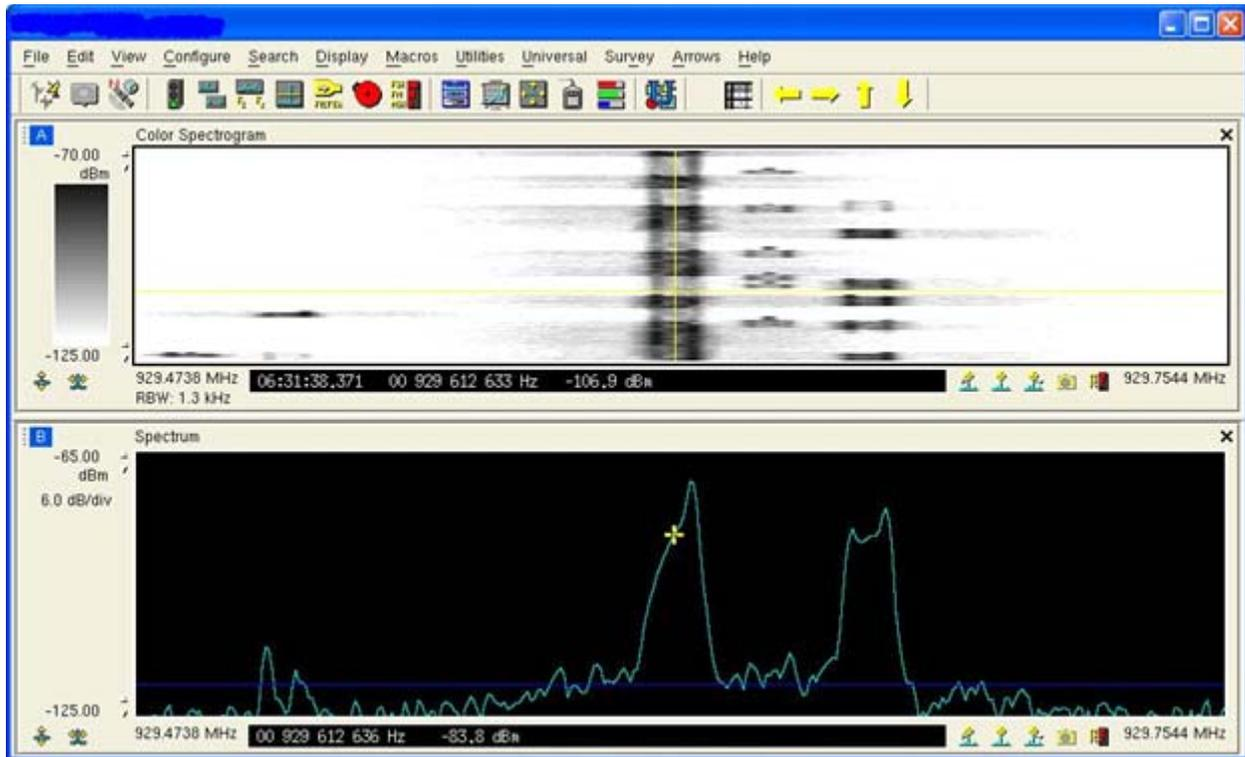 File Edit View Configure Search Display Macros Utilities Universal Survey Arrows Help
A Color Spectrogram
-70.00
dBm
-125.00
929.4738 MHz 06:31:38.371 00 929 612 633 Hz -106.9 dBm 929.7544 MHz
RBW: 1.3 kHz
B Spectrum
-65.00
dBm
6.0 dB/div
-125.00
929.4738 MHz 00 929 612 636 Hz -83.8 dBm 929.7544 MHz